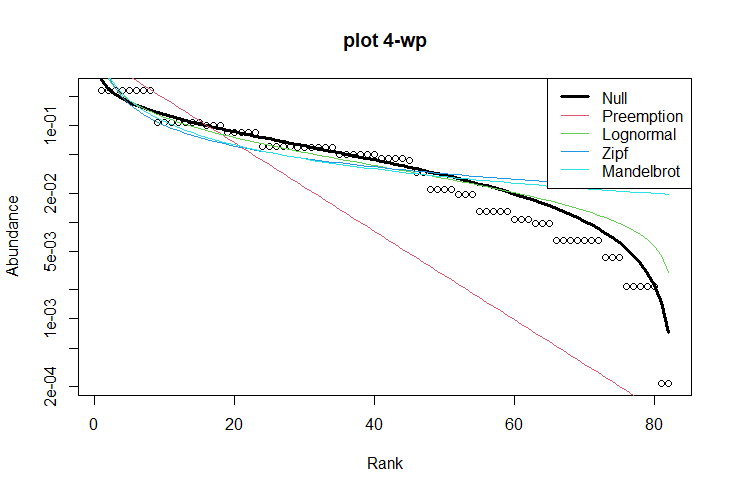 plot 4-wp
Null
Preemption
Lognormal
Zipf
Mandelbrot
1e-01
2e-02
5e-03
1e-03
2e-04
Abundance
0 20 40 60 80
Rank